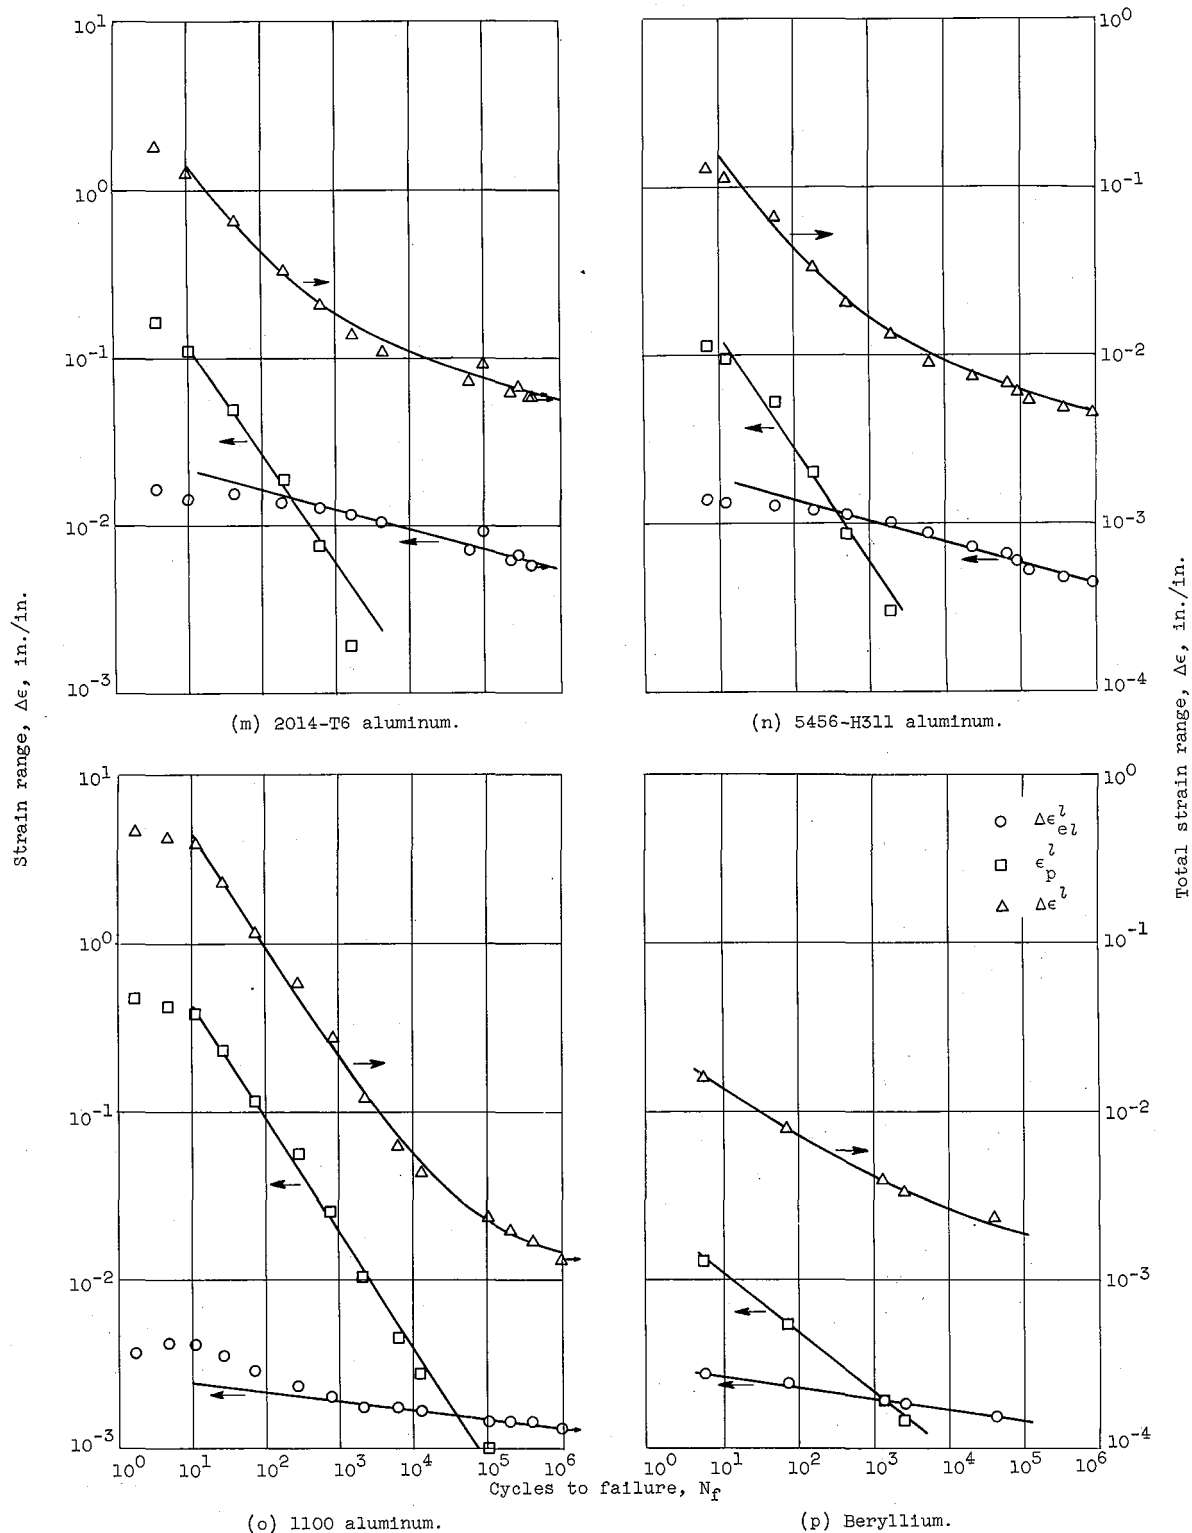 10^1
10^0
10^-1
10^-2
10^-3
(m) 2014-T6 aluminum.
10^0
10^-1
10^-2
10^-3
10^-4
(n) 5456-H311 aluminum.
Strain range, Δϵ, in./in.
Total strain range, Δϵ, in./in.
10^1
10^0
10^-1
10^-2
10^-3
10^0 10^1 10^2 10^3 10^4 10^5 10^6
Δϵ^l_el
ϵ^l_p
Δϵ^l
10^0
10^-1
10^-2
10^-3
10^-4
10^0 10^1 10^2 10^3 10^4 10^5 10^6
Cycles to failure, N_f
(o) 1100 aluminum.
(p) Beryllium.